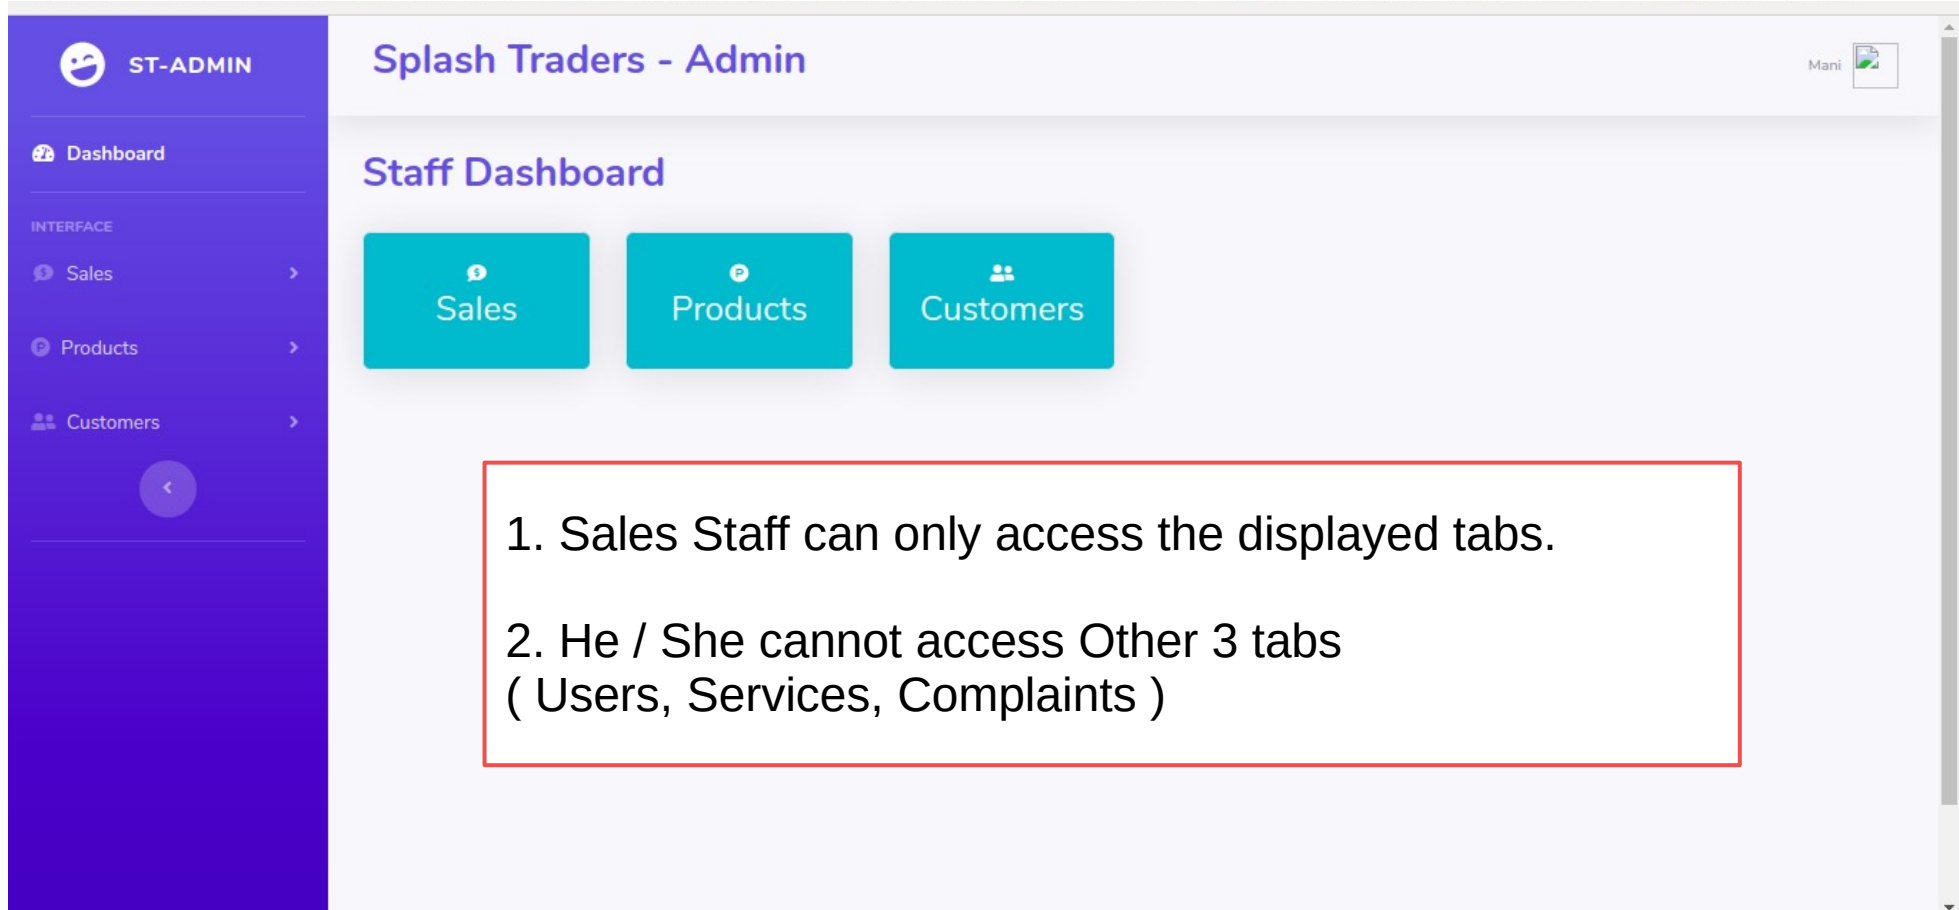 ST-ADMIN
Splash Traders - Admin
Mani
Dashboard
Staff Dashboard
INTERFACE
Sales
Products
Customers
Sales
Products
Customers
1. Sales Staff can only access the displayed tabs.
2. He / She cannot access Other 3 tabs
( Users, Services, Complaints )